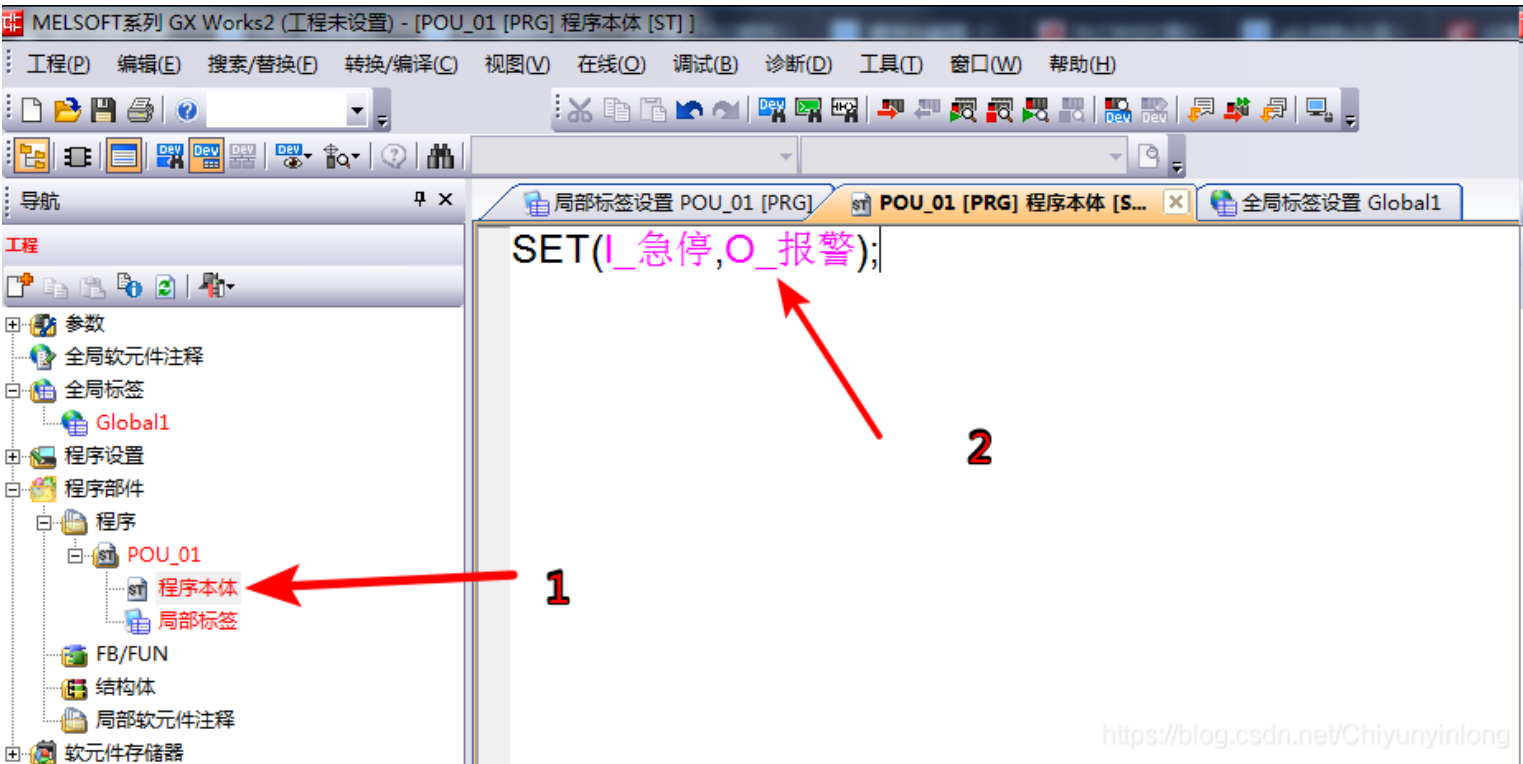 MELSOFT系列 GX Works2 (工程未设置) - [POU_01 [PRG] 程序本体 [ST] ]
工程(P) 编辑(E) 搜索/替换(F) 转换/编译(C) 视图(V) 在线(O) 调试(B) 诊断(D) 工具(T) 窗口(W) 帮助(H)
导航
局部标签设置 POU_01 [PRG] POU_01 [PRG] 程序本体 [S... 全局标签设置 Global1
工程
SET(I_急停,O_报警);
参数
全局软元件注释
全局标签
Global1
程序设置
2
程序部件
程序
POU_01
程序本体
1
局部标签
FB/FUN
结构体
局部软元件注释
https://blog.csdn.net/Chiyunyinlong
软元件存储器